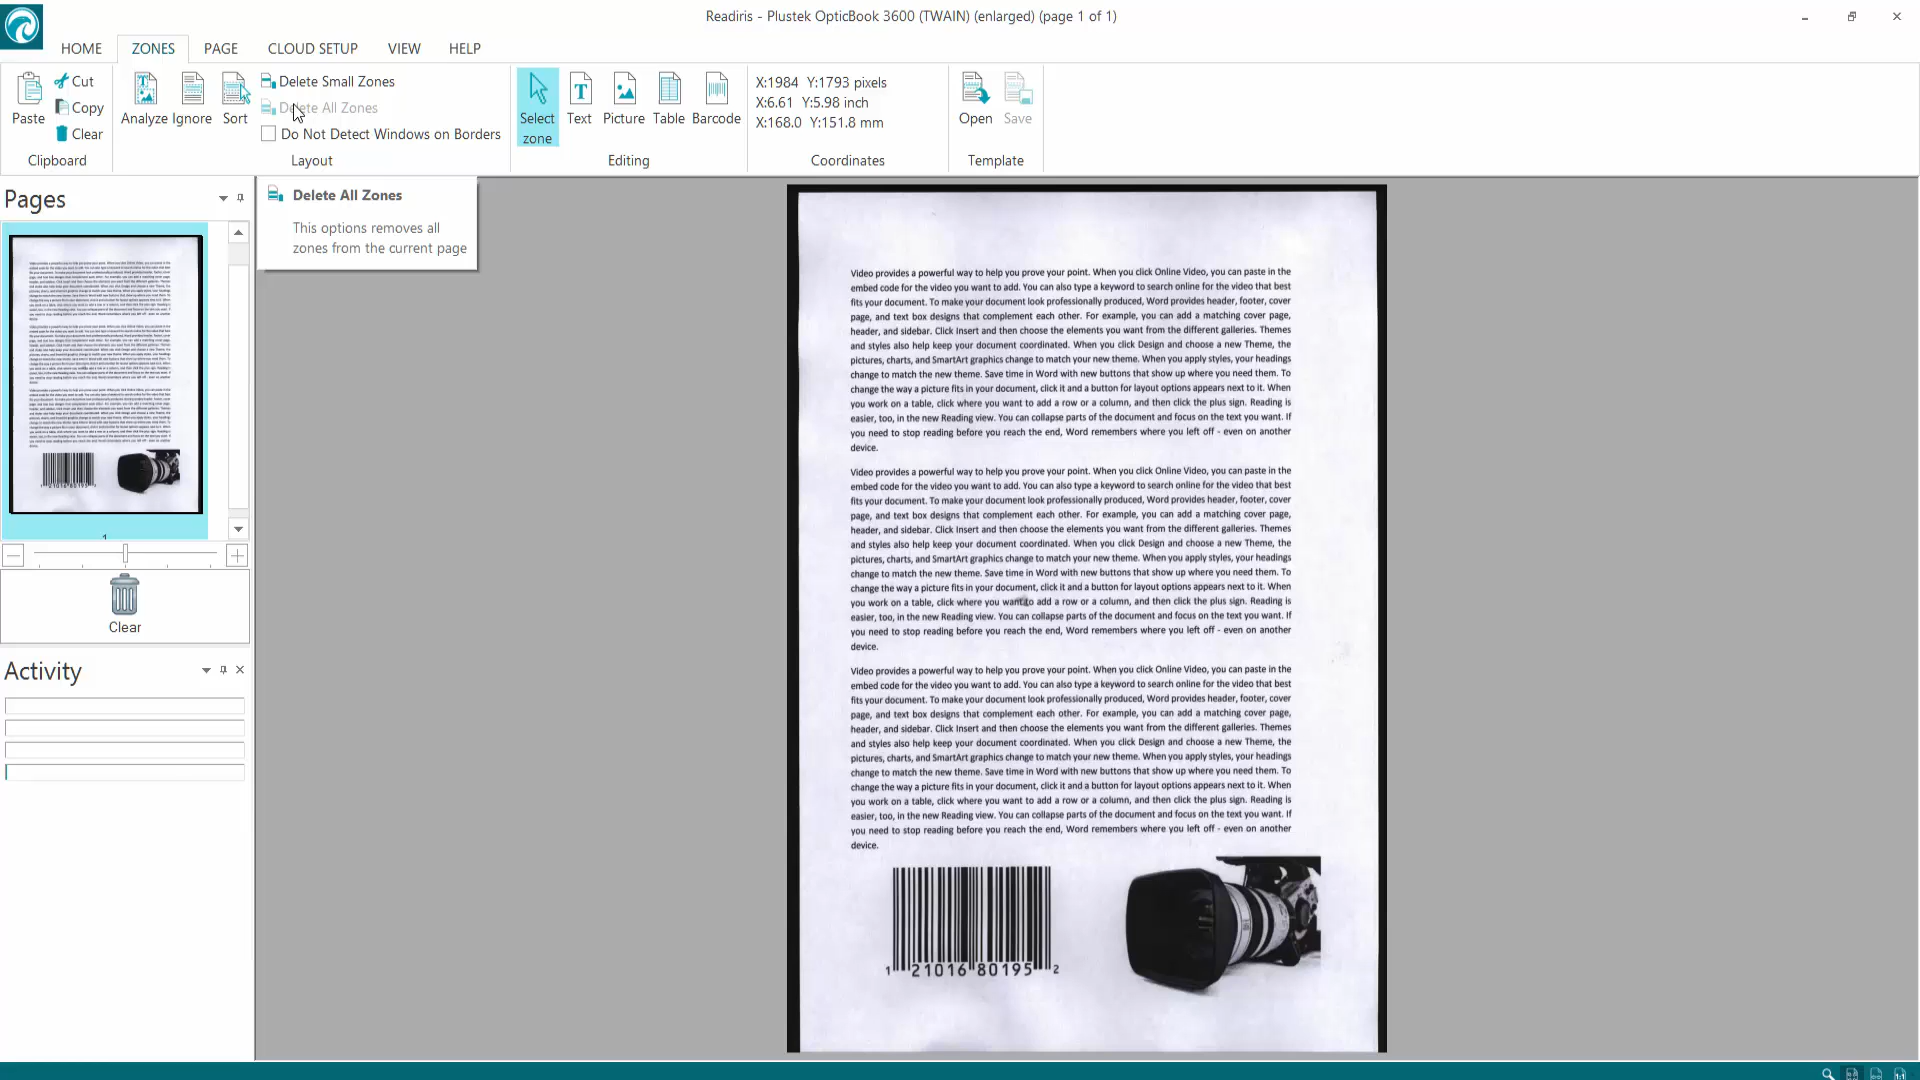 Readiris - Plustek OpticBook 3600 (TWAIN) (enlarged) (page 1 of 1)
HOME ZONES PAGE CLOUD SETUP VIEW HELP
Paste
Cut
Copy
Clear
Clipboard
Analyze Ignore Sort
Delete Small Zones
Delete All Zones
Do Not Detect Windows on Borders
Layout
Select zone
Text
Picture
Table
Barcode
Editing
X:1984 Y:1793 pixels
X:6.61 Y:5.98 inch
X:168.0 Y:151.8 mm
Coordinates
Open Save
Template
Pages
Delete All Zones
This options removes all
zones from the current page
1
Clear
Activity
Video provides a powerful way to help you prove your point. When you click Online Video, you can paste in the
embed code for the video you want to add. You can also type a keyword to search online for the video that best
fits your document. To make your document look professionally produced, Word provides header, footer, cover
page, and text box designs that complement each other. For example, you can add a matching cover page,
header, and sidebar. Click Insert and then choose the elements you want from the different galleries. Themes
and styles also help keep your document coordinated. When you click Design and choose a new Theme, the
pictures, charts, and SmartArt graphics change to match your new theme. When you apply styles, your headings
change to match the new theme. Save time in Word with new buttons that show up where you need them. To
change the way a picture fits in your document, click it and a button for layout options appears next to it. When
you work on a table, click where you want to add a row or a column, and then click the plus sign. Reading is
easier, too, in the new Reading view. You can collapse parts of the document and focus on the text you want. If
you need to stop reading before you reach the end, Word remembers where you left off - even on another
device.
Video provides a powerful way to help you prove your point. When you click Online Video, you can paste in the
embed code for the video you want to add. You can also type a keyword to search online for the video that best
fits your document. To make your document look professionally produced, Word provides header, footer, cover
page, and text box designs that complement each other. For example, you can add a matching cover page,
header, and sidebar. Click Insert and then choose the elements you want from the different galleries. Themes
and styles also help keep your document coordinated. When you click Design and choose a new Theme, the
pictures, charts, and SmartArt graphics change to match your new theme. When you apply styles, your headings
change to match the new theme. Save time in Word with new buttons that show up where you need them. To
change the way a picture fits in your document, click it and a button for layout options appears next to it. When
you work on a table, click where you want to add a row or a column, and then click the plus sign. Reading is
easier, too, in the new Reading view. You can collapse parts of the document and focus on the text you want. If
you need to stop reading before you reach the end, Word remembers where you left off - even on another
device.
Video provides a powerful way to help you prove your point. When you click Online Video, you can paste in the
embed code for the video you want to add. You can also type a keyword to search online for the video that best
fits your document. To make your document look professionally produced, Word provides header, footer, cover
page, and text box designs that complement each other. For example, you can add a matching cover page,
header, and sidebar. Click Insert and then choose the elements you want from the different galleries. Themes
and styles also help keep your document coordinated. When you click Design and choose a new Theme, the
pictures, charts, and SmartArt graphics change to match your new theme. When you apply styles, your headings
change to match the new theme. Save time in Word with new buttons that show up where you need them. To
change the way a picture fits in your document, click it and a button for layout options appears next to it. When
you work on a table, click where you want to add a row or a column, and then click the plus sign. Reading is
easier, too, in the new Reading view. You can collapse parts of the document and focus on the text you want. If
you need to stop reading before you reach the end, Word remembers where you left off - even on another
device.
1 21016 80195 2
1:1